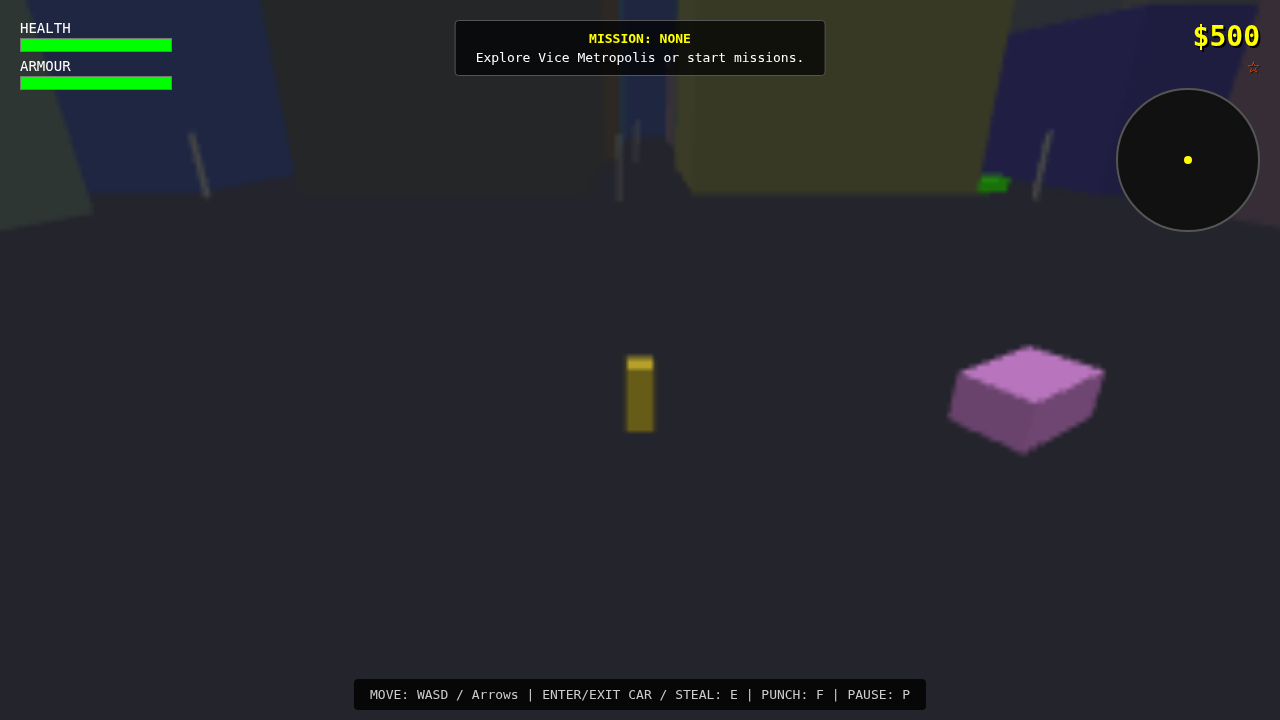 HEALTH
ARMOUR
MISSION: NONE
Explore Vice Metropolis or start missions.
$500
☆
MOVE: WASD / Arrows | ENTER/EXIT CAR / STEAL: E | PUNCH: F | PAUSE: P